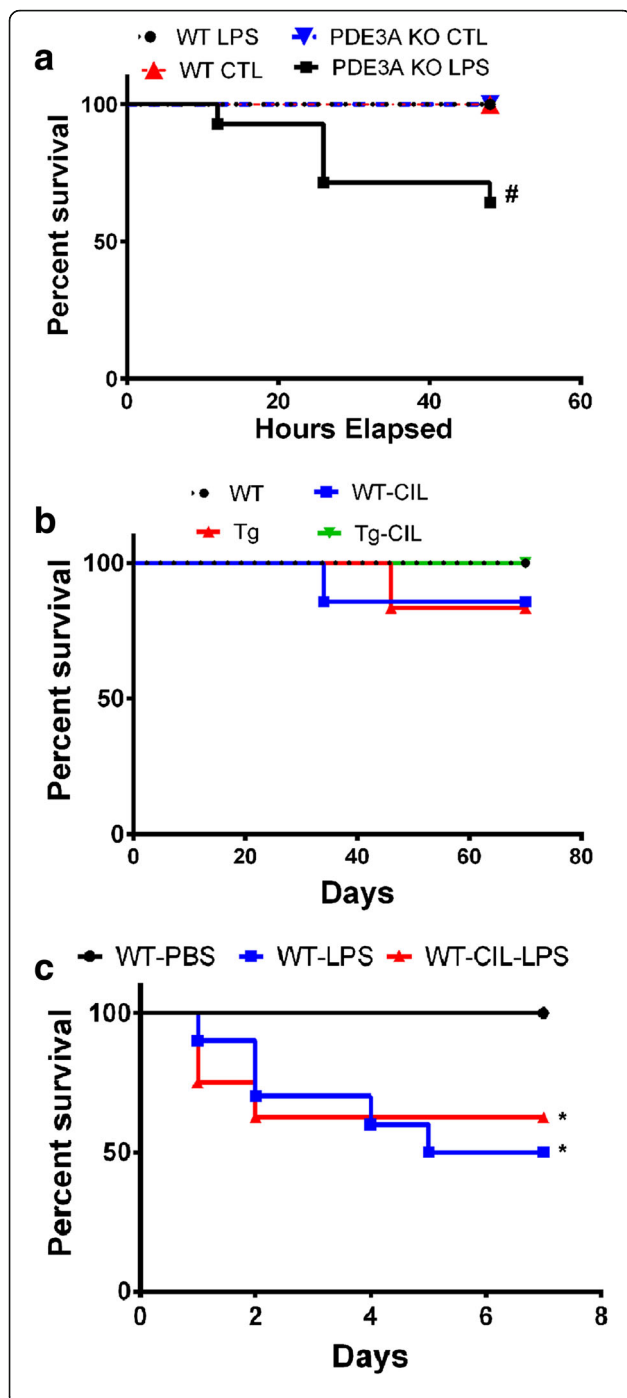 a
WT LPS PDE3A KO CTL
WT CTL PDE3A KO LPS
Percent survival
100
50
0
#
0 20 40 60
Hours Elapsed
b
WT WT-CIL
Tg Tg-CIL
Percent survival
100
50
0
0 20 40 60 80
Days
c
WT-PBS WT-LPS WT-CIL-LPS
Percent survival
100
50
0
*
*
0 2 4 6 8
Days